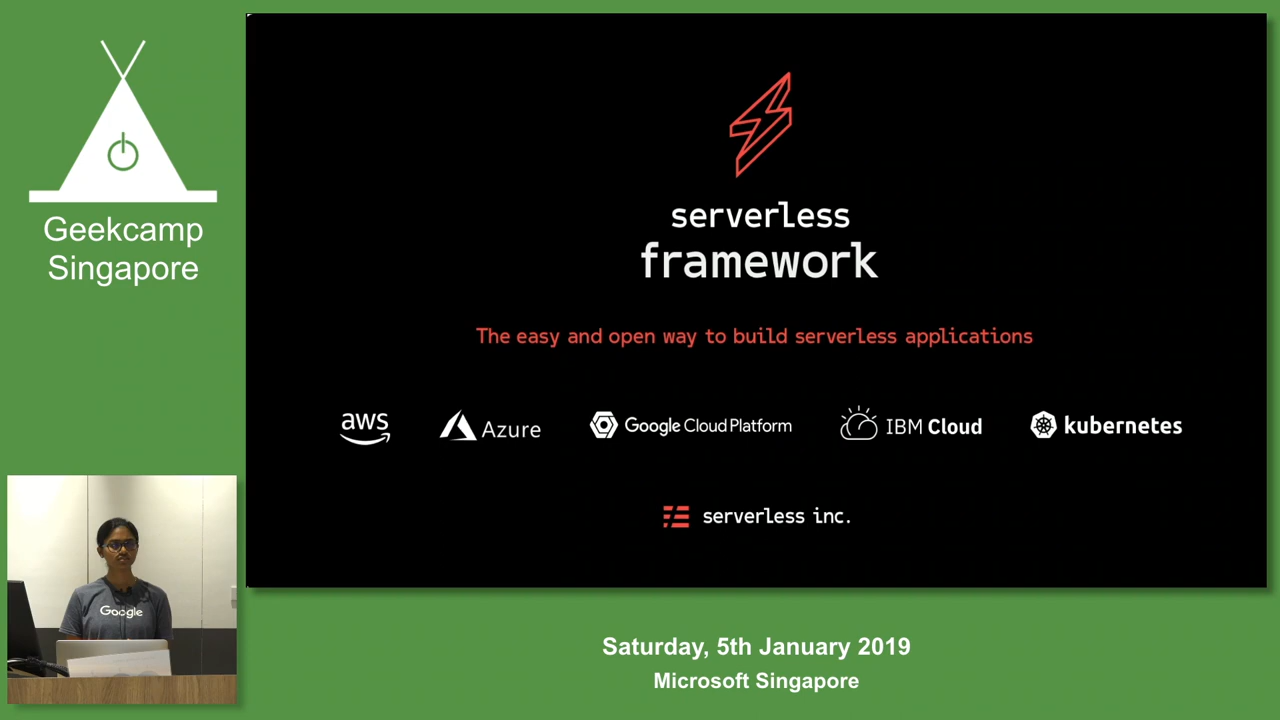 Geekcamp
Singapore
serverless
framework
The easy and open way to build serverless applications
aws
Azure
Google Cloud Platform
IBM Cloud
kubernetes
serverless inc.
Google
Saturday, 5th January 2019
Microsoft Singapore